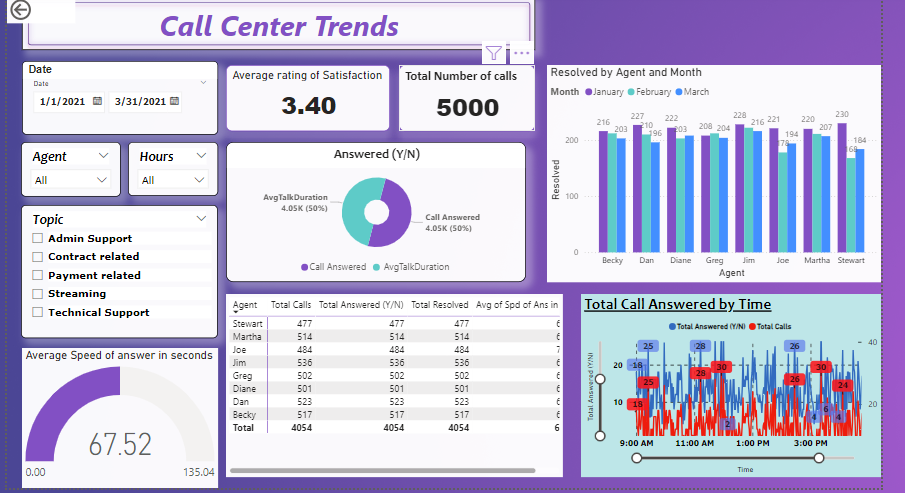 Call Center Trends
Date
Date
1/1/2021 3/31/2021
Agent
All
Hours
All
Topic
Admin Support
Contract related
Payment related
Streaming
Technical Support
Average Speed of answer in seconds
67.52
0.00
135.04
Average rating of Satisfaction
3.40
Total Number of calls
5000
Answered (Y/N)
AvgTalkDuration
4.05K (50%)
Call Answered
4.05K (50%)
Call Answered AvgTalkDuration
Resolved by Agent and Month
Month January February March
Resolved
200
100
0
216 203 227 210 196 222 203 208 204 228 216 221 178 194 220 207 230 168 184
Becky Dan Diane Greg Jim Joe Martha Stewart
Agent
Agent Total Calls Total Answered (Y/N) Total Resolved Avg of Spd of Ans in
Stewart 477 477 477 6
Martha 514 514 514 6
Joe 484 484 484 7
Jim 536 536 536 6
Greg 502 502 502 6
Diane 501 501 501 6
Dan 523 523 523 6
Becky 517 517 517 6
Total 4054 4054 4054 6
Total Call Answered by Time
Total Answered (Y/N) Total Calls
Total Answered (Y/N)
20
10
40
20
25 28 26
18 30 30
25 28 26 24
18 2 4 6 4
9:00 AM 11:00 AM 1:00 PM 3:00 PM
Time